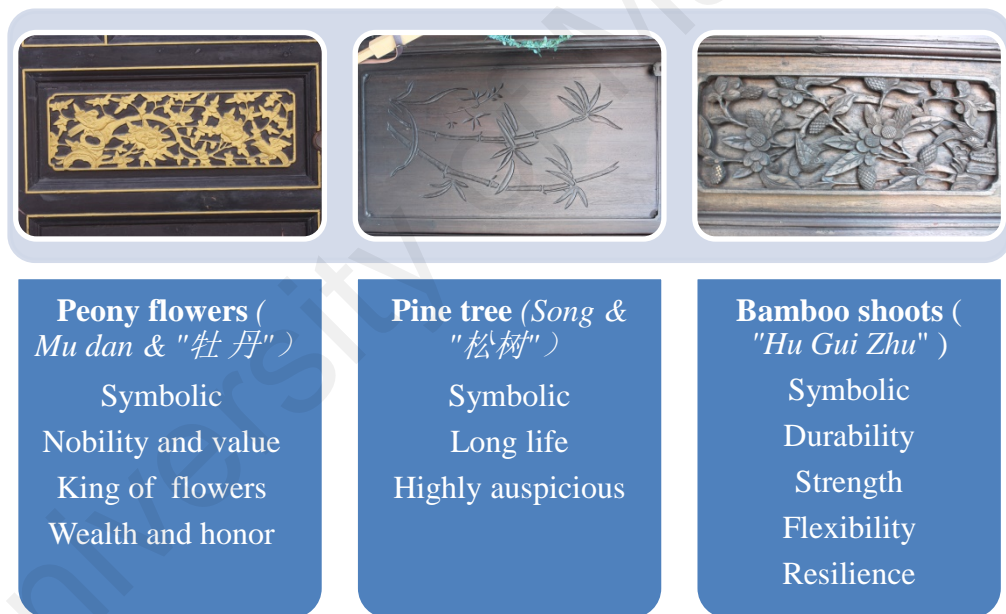 Peony flowers (
Mu dan & "牡 丹"）
Symbolic
Nobility and value
King of flowers
Wealth and honor
Pine tree (Song &
"松树"）
Symbolic
Long life
Highly auspicious
Bamboo shoots (
"Hu Gui Zhu" )
Symbolic
Durability
Strength
Flexibility
Resilience